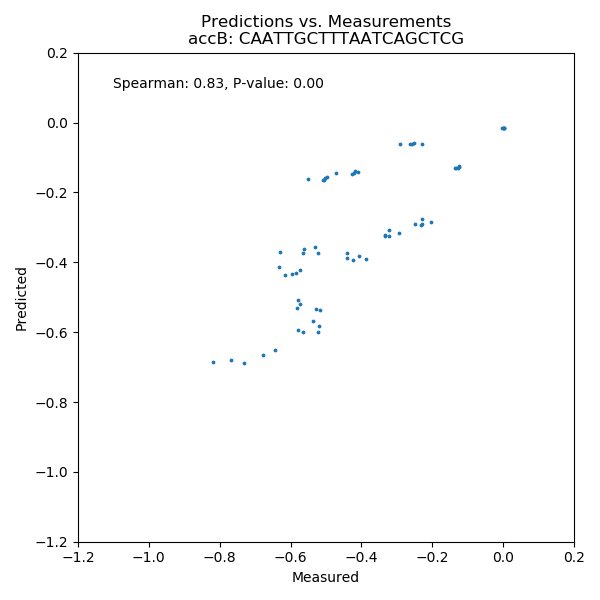 Predictions vs. Measurements
accB: CAATTGCTTTAATCAGCTCG
Spearman: 0.83, P-value: 0.00
0.2
0.0
−0.2
−0.4
−0.6
−0.8
−1.0
−1.2
Predicted
−1.2 −1.0 −0.8 −0.6 −0.4 −0.2 0.0 0.2
Measured